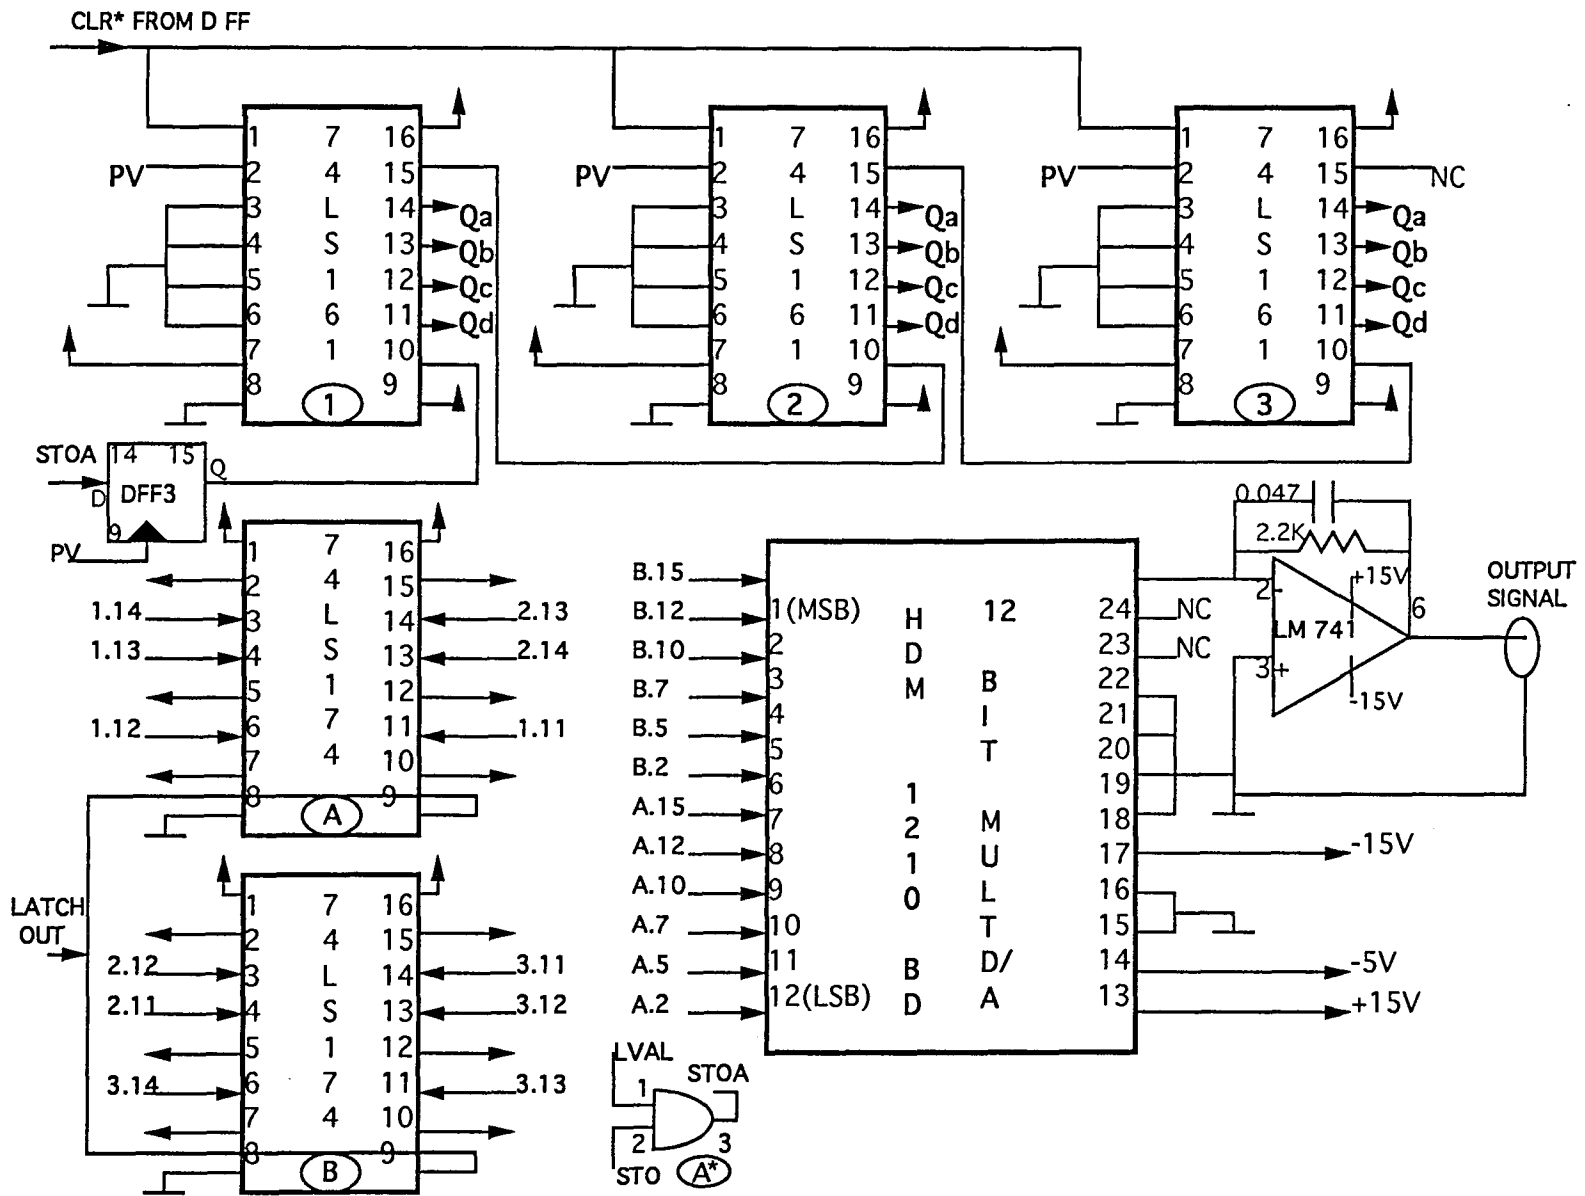 CLR* FROM D FF
1 7 16
PV 2 4 15
3 L 14 Qa
4 S 13 Qb
5 1 12 Qc
6 6 11 Qd
7 1 10
8 9
1
1 7 16
PV 2 4 15
3 L 14 Qa
4 S 13 Qb
5 1 12 Qc
6 6 11 Qd
7 1 10
8 9
2
1 7 16
PV 2 4 15 NC
3 L 14 Qa
4 S 13 Qb
5 1 12 Qc
6 6 11 Qd
7 1 10
8 9
3
STOA 14 15 Q
D DFF3
9
PV
1 7 16
2 4 15
1.14 3 L 14 2.13
1.13 4 S 13 2.14
5 1 12
1.12 6 7 11 1.11
7 4 10
8 9
A
LATCH
OUT
1 7 16
2 4 15
2.12 3 L 14 3.11
2.11 4 S 13 3.12
5 1 12
3.14 6 7 11 3.13
7 4 10
8 9
B
B.15
B.12
B.10
B.7
B.5
B.2
A.15
A.12
A.10
A.7
A.5
A.2
1(MSB)
2
3
4
5
6
7
8
9
10
11
12(LSB)
HDM
1210
BD
12
BIT
MULT
D/
A
24 NC
23 NC
22
21
20
19
18
17 -15V
16
15
14 -5V
13 +15V
0.047
2.2K
+15V
2 -
6
LM 741
3 +
-15V
OUTPUT
SIGNAL
LVAL
STOA
1
2 3
STO A*